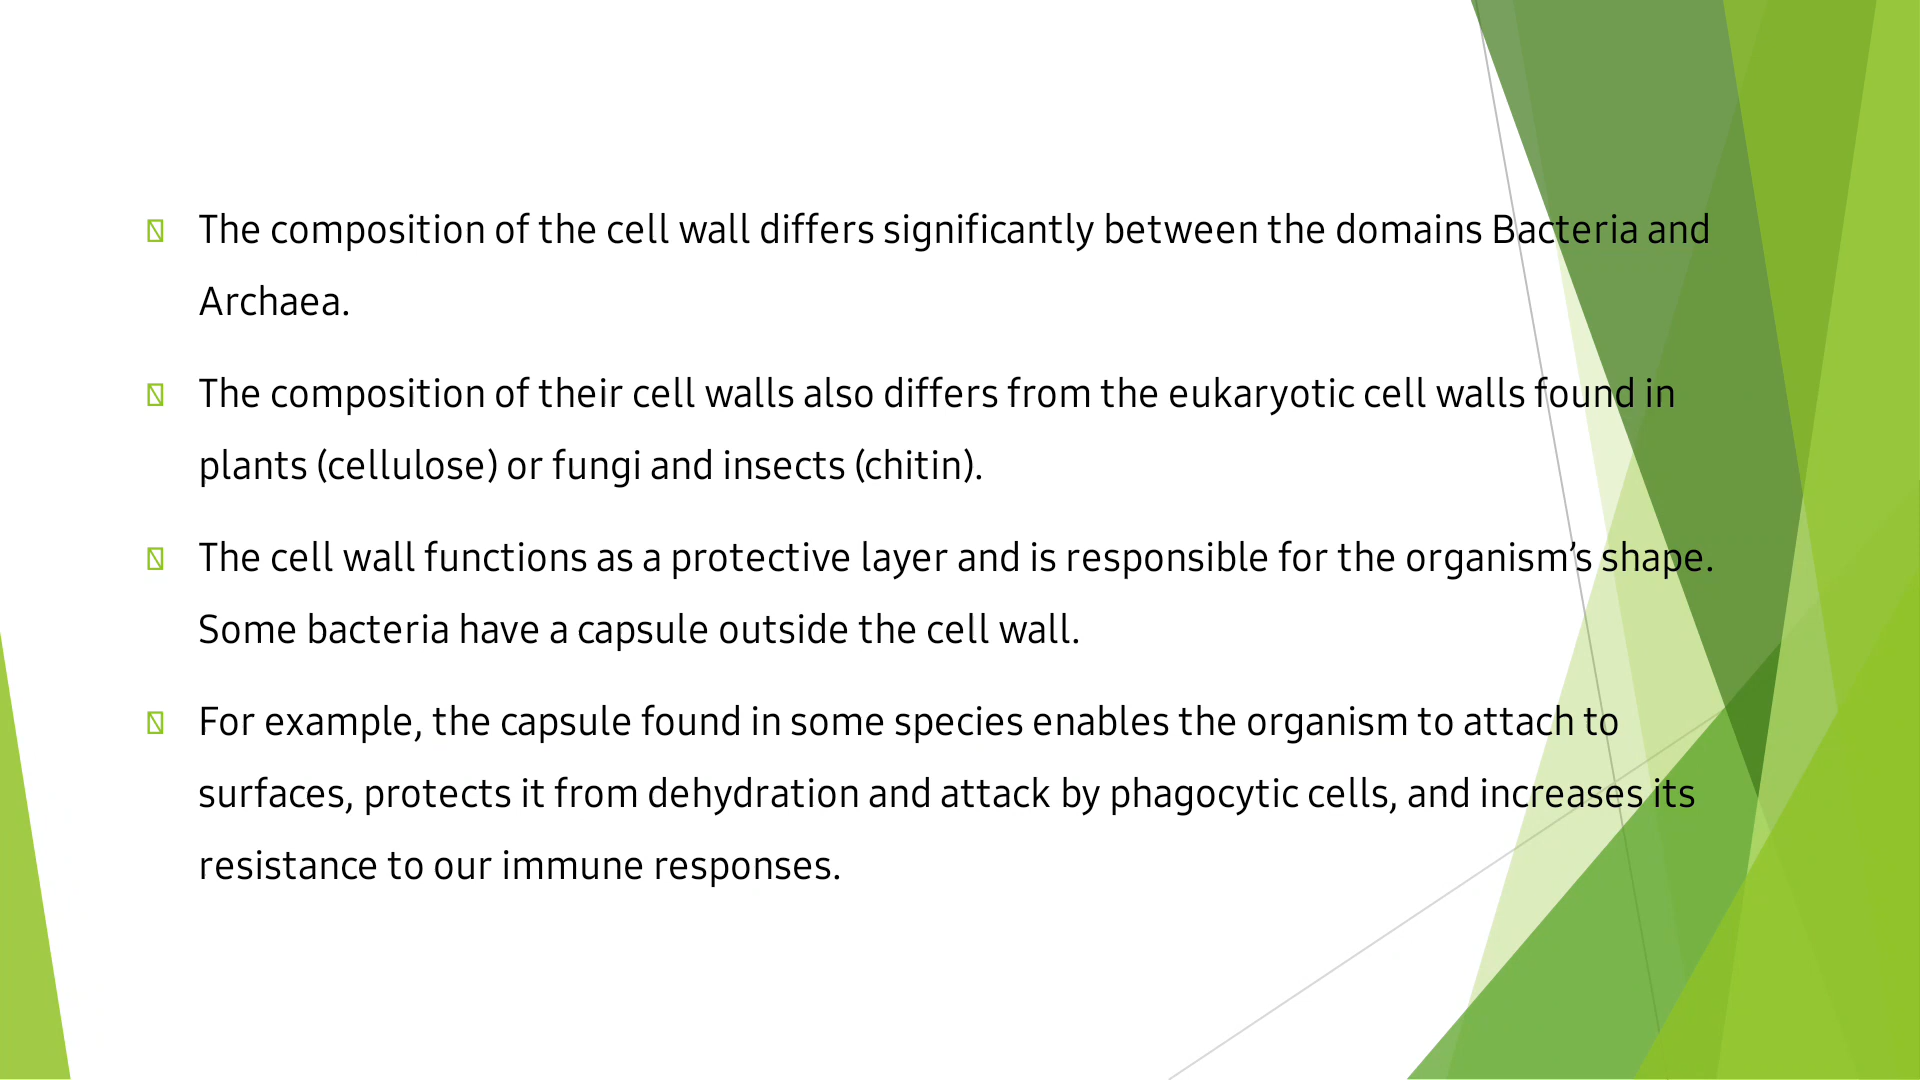 The composition of the cell wall differs significantly between the domains Bacteria and
Archaea.
The composition of their cell walls also differs from the eukaryotic cell walls found in
plants (cellulose) or fungi and insects (chitin).
The cell wall functions as a protective layer and is responsible for the organism’s shape.
Some bacteria have a capsule outside the cell wall.
For example, the capsule found in some species enables the organism to attach to
surfaces, protects it from dehydration and attack by phagocytic cells, and increases its
resistance to our immune responses.